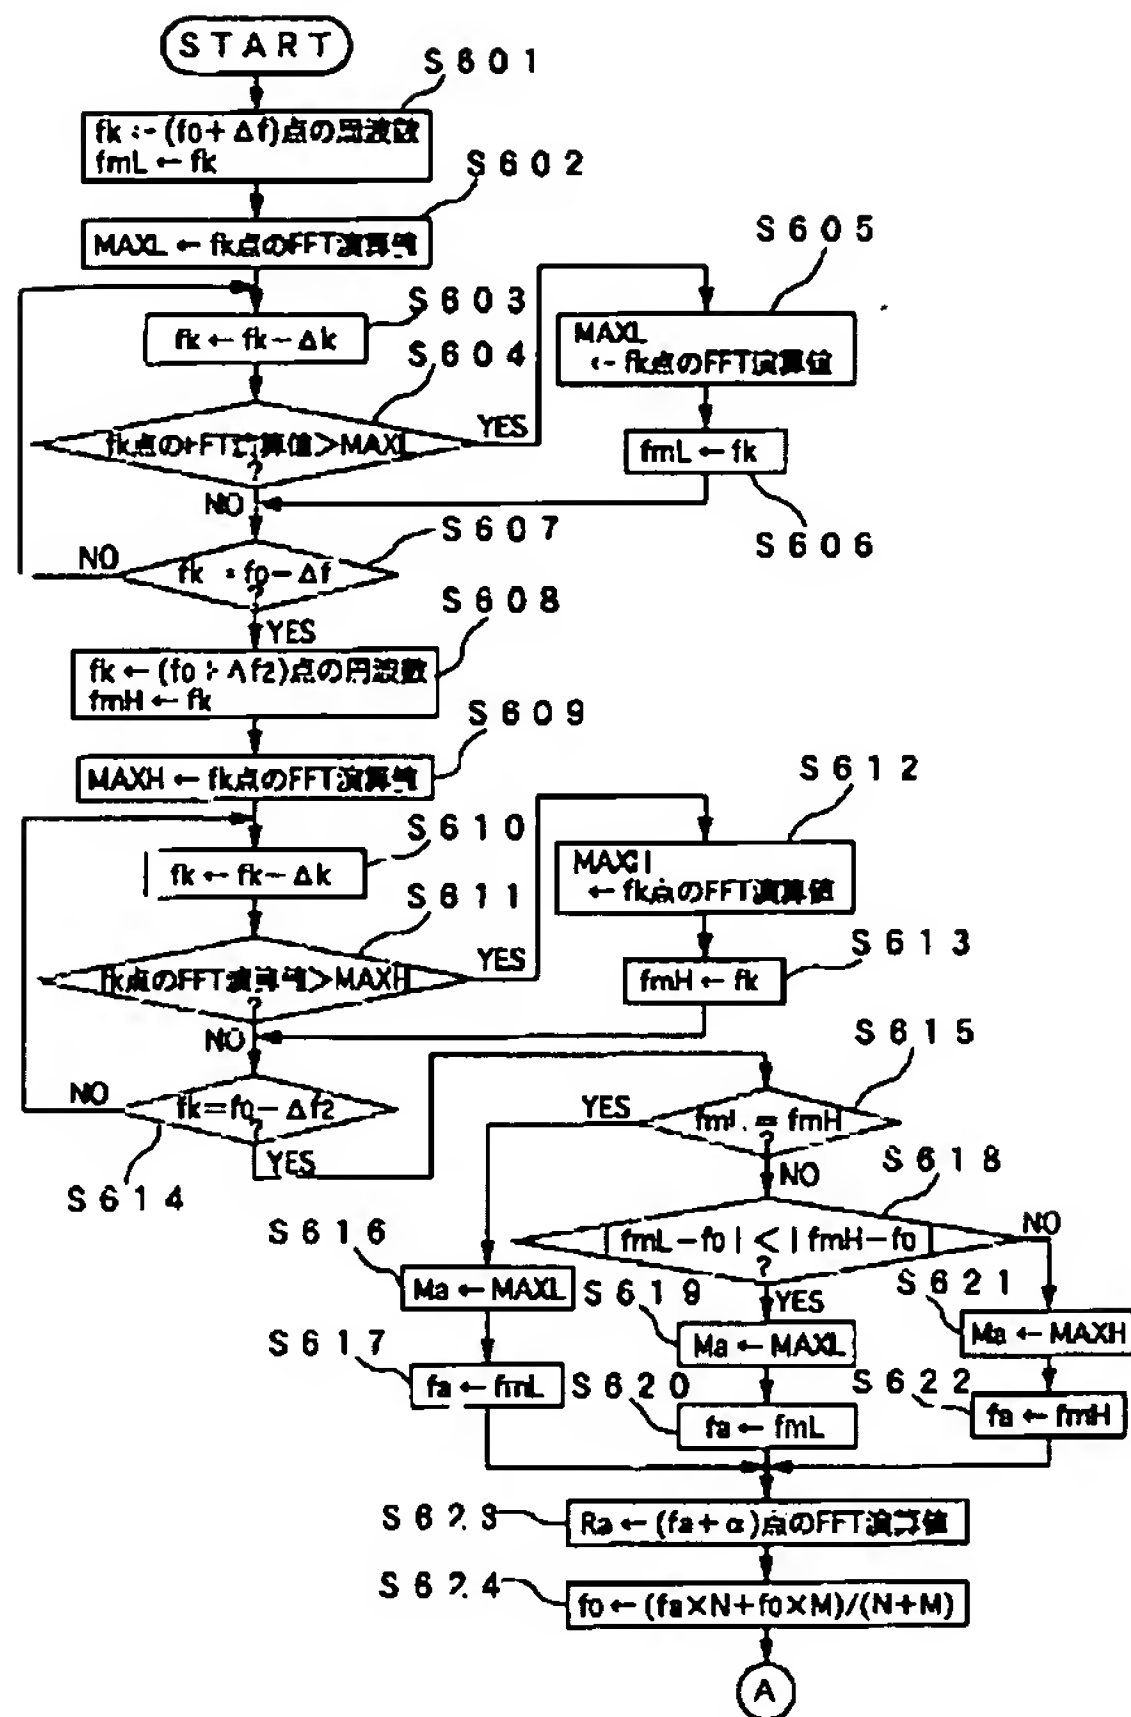 START
S601
fk ← (f0+Δf)点の周波数
fmL ← fk
S602
MAXL ← fk点のFFT演算値
S603
fk ← fk-Δk
S604
fk点のFFT演算値>MAXL
?
YES
NO
S605
MAXL
←fk点のFFT演算値
fmL ← fk
S606
S607
fk = f0-Δf
?
NO
YES
S608
fk ← (f0+Δf2)点の周波数
fmH ← fk
S609
MAXH ← fk点のFFT演算値
S610
fk ← fk-Δk
S611
fk点のFFT演算値>MAXH
?
YES
NO
S612
MAXH
←fk点のFFT演算値
S613
fmH ← fk
fk=f0-Δf2
?
NO
YES
S614
S615
fmL = fmH
?
YES
NO
S616
Ma ← MAXL
S617
fa ← fmL
S618
|fmL-f0|<|fmH-f0|
?
NO
YES
S619
Ma ← MAXL
S620
fa ← fmL
S621
Ma ← MAXH
S622
fa ← fmH
S623
Ra ← (fa+α)点のFFT演算値
S624
fo ← (fa×N+f0×M)/(N+M)
A